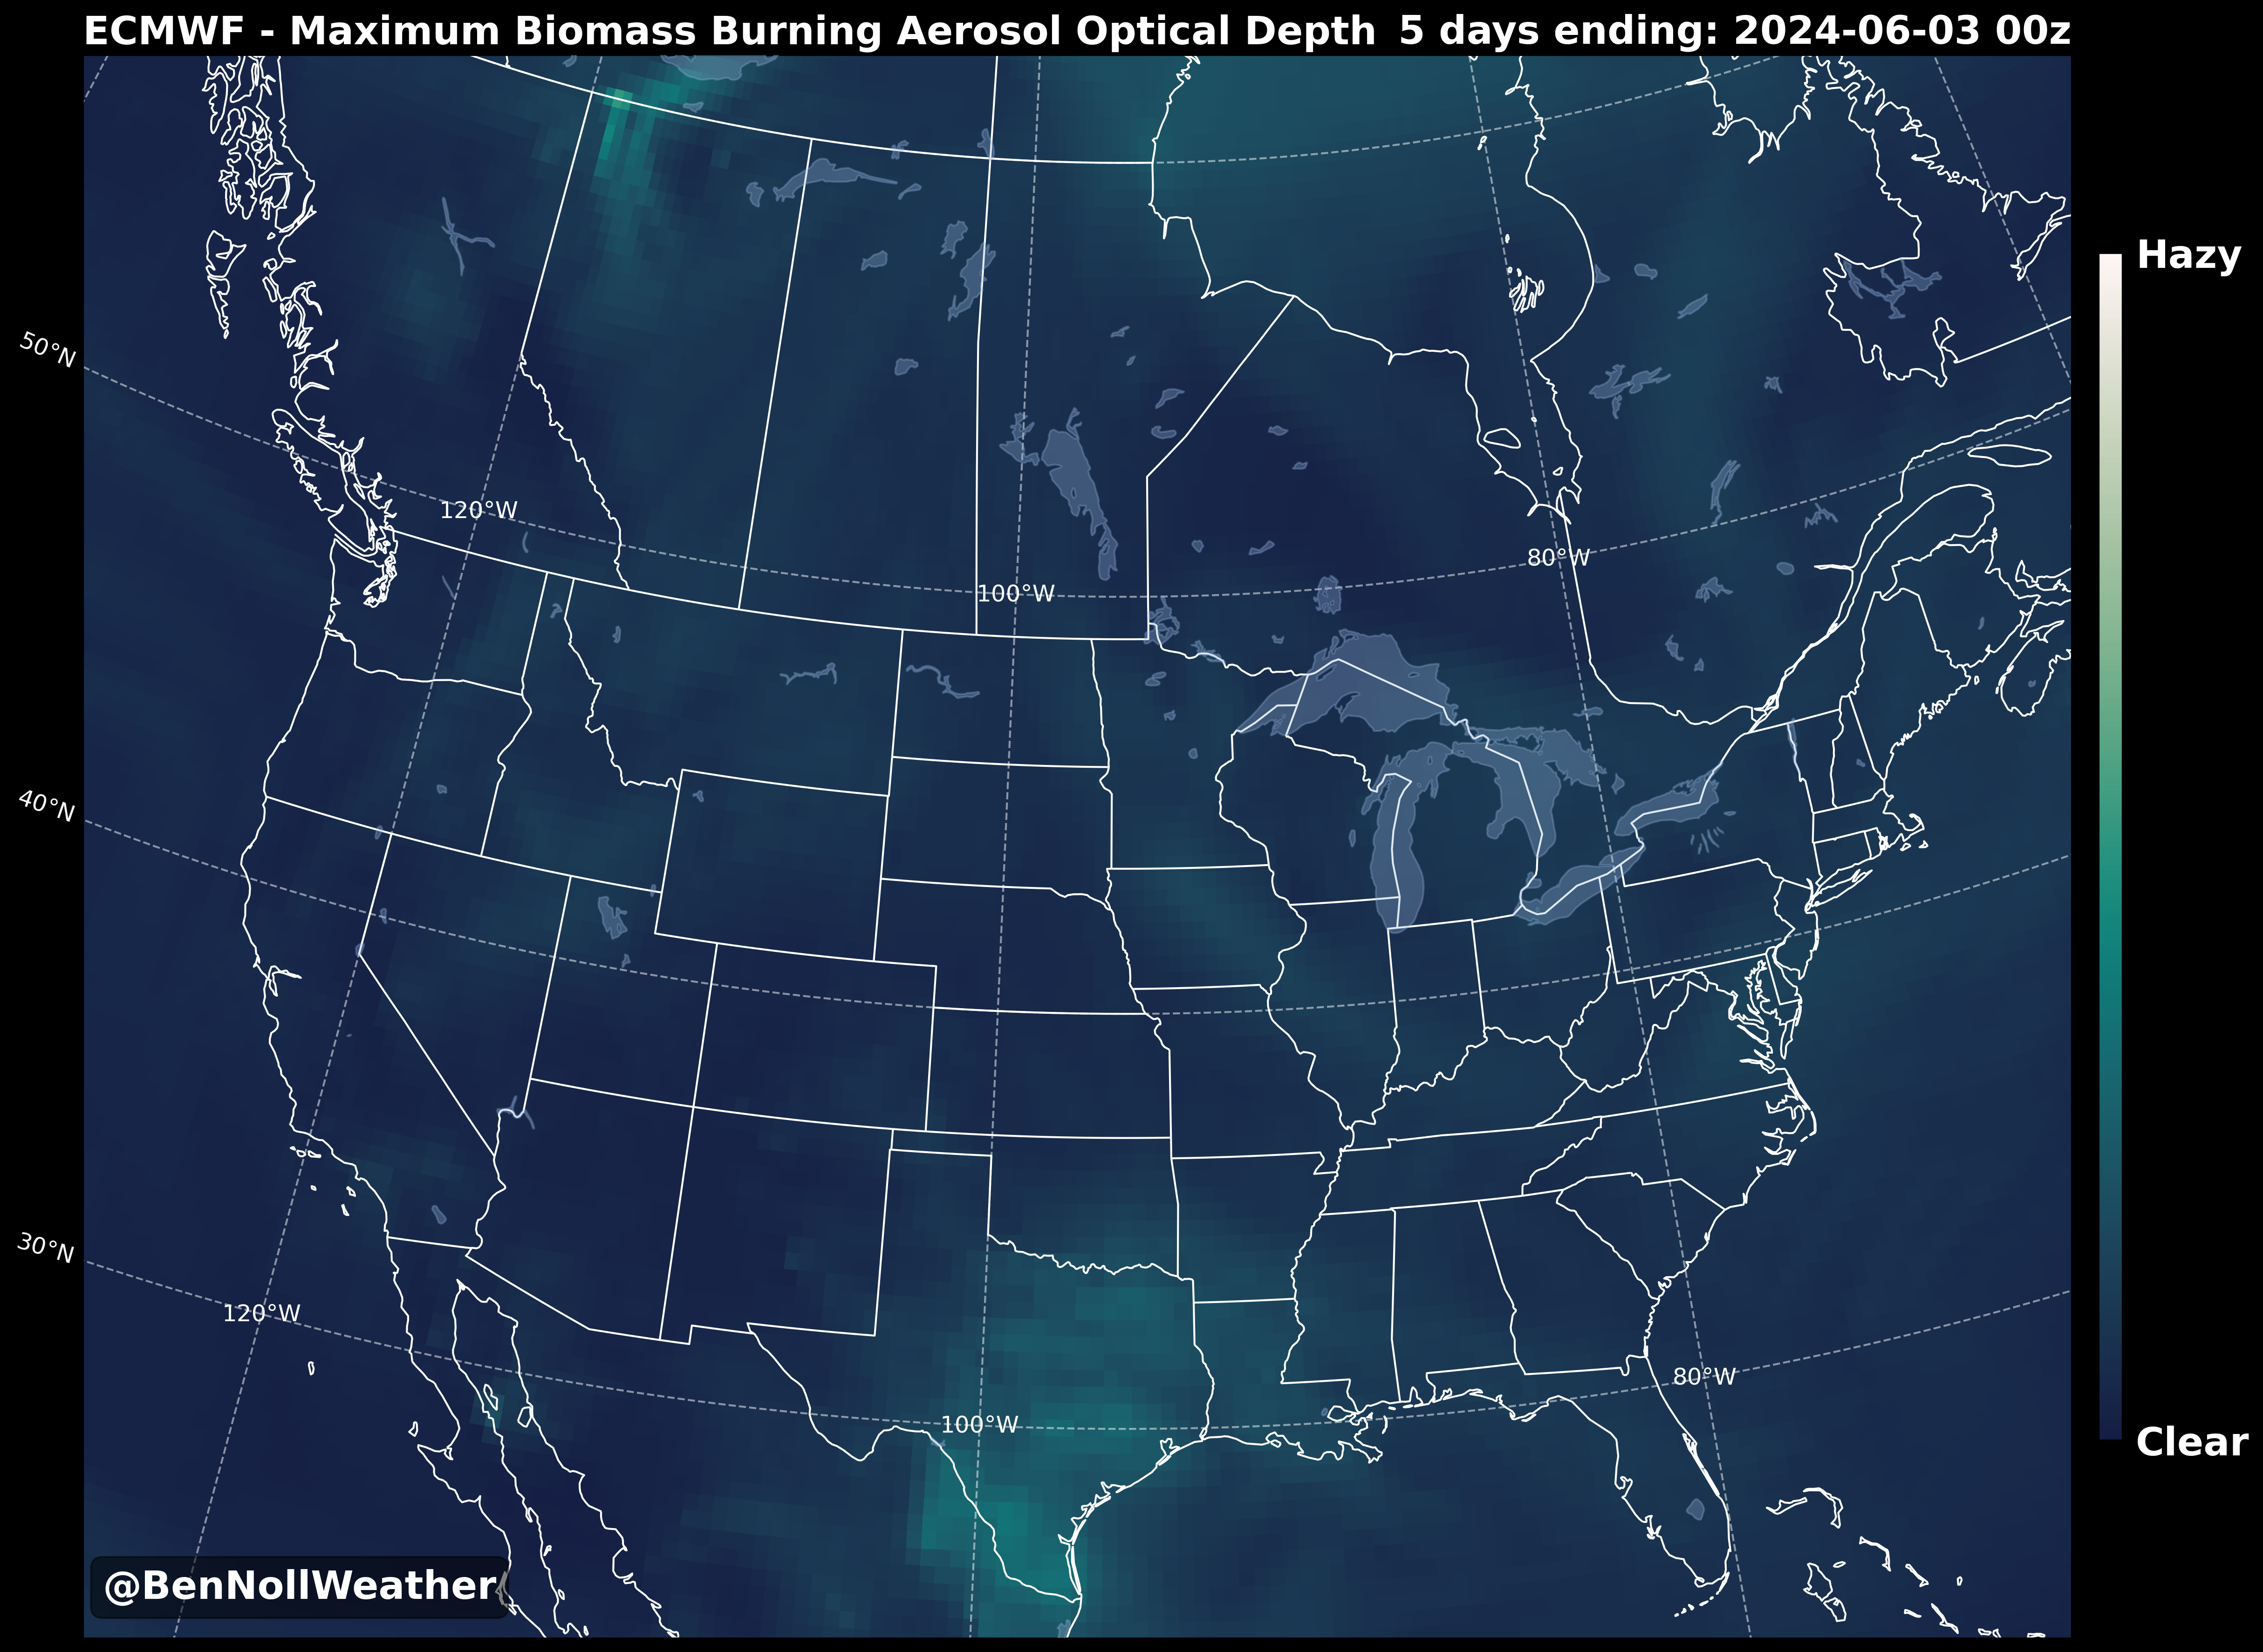 ECMWF - Maximum Biomass Burning Aerosol Optical Depth 5 days ending: 2024-06-03 00z
Hazy
50°N
120°W
80°W
100°W
40°N
30°N
120°W
80°W
100°W
Clear
@BenNollWeather